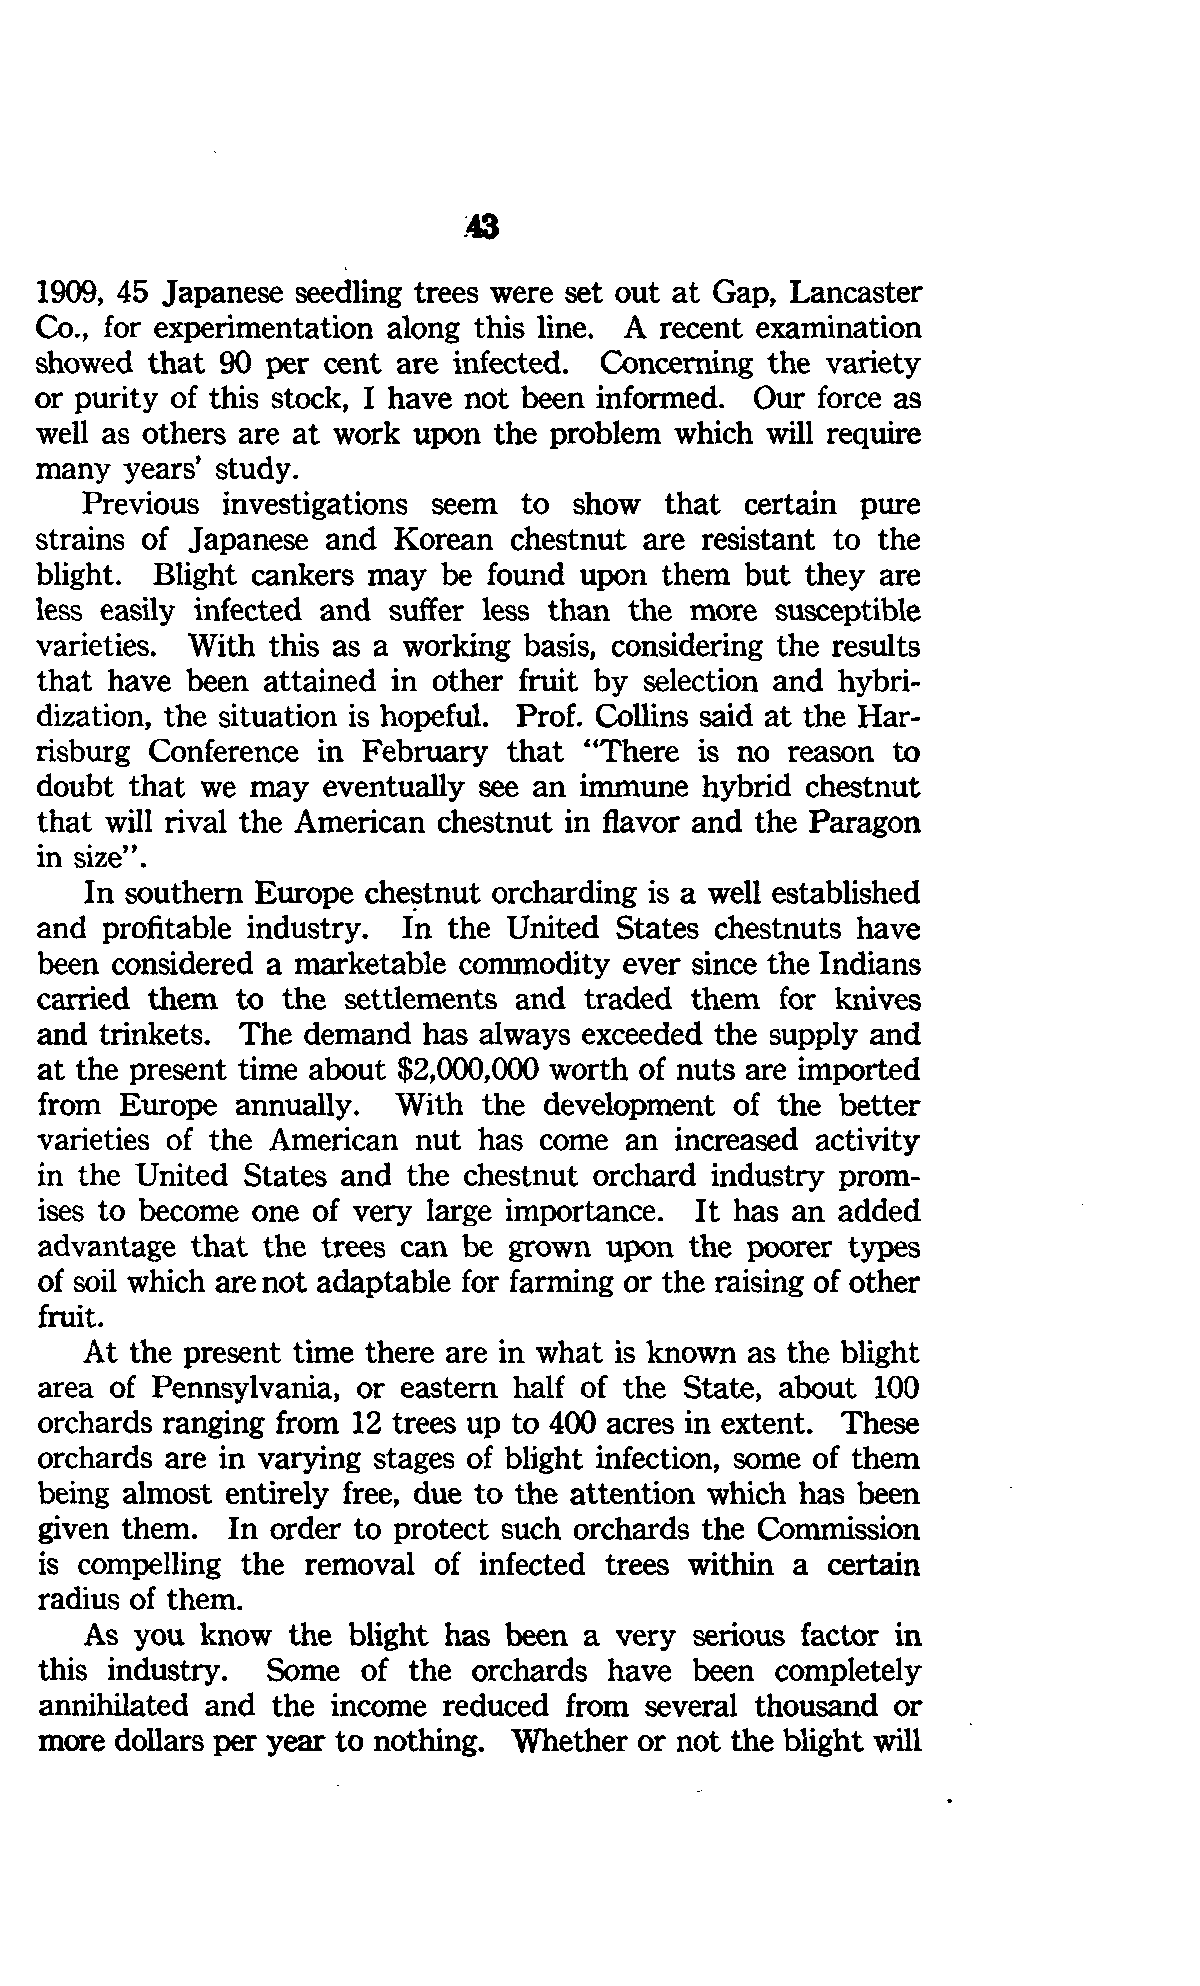 43
1909, 45 Japanese seedling trees were set out at Gap, Lancaster
Co., for experimentation along this line. A recent examination
showed that 90 per cent are infected. Concerning the variety
or purity of this stock, I have not been informed. Our force as
well as others are at work upon the problem which will require
many years' study.
Previous investigations seem to show that certain pure
strains of Japanese and Korean chestnut are resistant to the
blight. Blight cankers may be found upon them but they are
less easily infected and suffer less than the more susceptible
varieties. With this as a working basis, considering the results
that have been attained in other fruit by selection and hybri-
dization, the situation is hopeful. Prof. Collins said at the Har-
risburg Conference in February that "There is no reason to
doubt that we may eventually see an immune hybrid chestnut
that will rival the American chestnut in flavor and the Paragon
in size".
In southern Europe chestnut orcharding is a well established
and profitable industry. In the United States chestnuts have
been considered a marketable commodity ever since the Indians
carried them to the settlements and traded them for knives
and trinkets. The demand has always exceeded the supply and
at the present time about $2,000,000 worth of nuts are imported
from Europe annually. With the development of the better
varieties of the American nut has come an increased activity
in the United States and the chestnut orchard industry prom-
ises to become one of very large importance. It has an added
advantage that the trees can be grown upon the poorer types
of soil which are not adaptable for farming or the raising of other
fruit.
At the present time there are in what is known as the blight
area of Pennsylvania, or eastern half of the State, about 100
orchards ranging from 12 trees up to 400 acres in extent. These
orchards are in varying stages of blight infection, some of them
being almost entirely free, due to the attention which has been
given them. In order to protect such orchards the Commission
is compelling the removal of infected trees within a certain
radius of them.
As you know the blight has been a very serious factor in
this industry. Some of the orchards have been completely
annihilated and the income reduced from several thousand or
more dollars per year to nothing. Whether or not the blight will